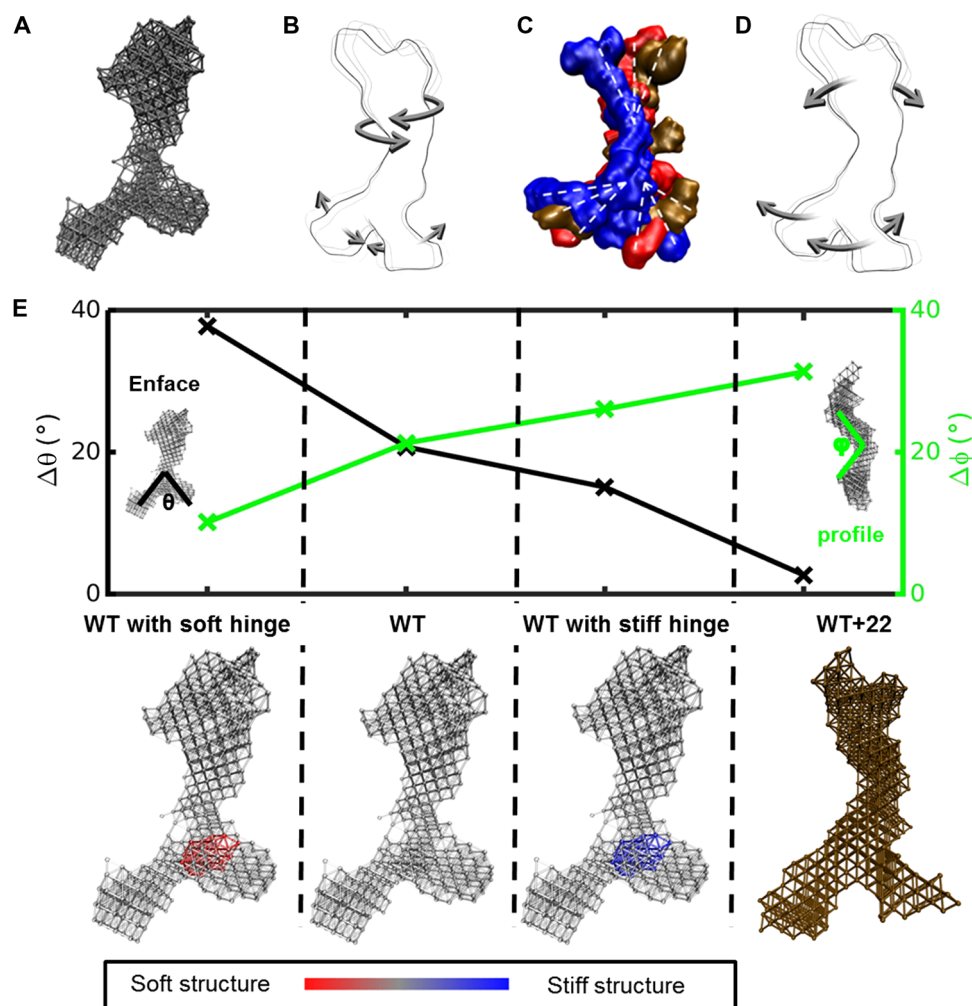 A B C D
E
40 40
Enface
Δθ (°) 20 20 Δϕ (°)
θ φ
profile
0 0
WT with soft hinge WT WT with stiff hinge WT+22
Soft structure Stiff structure